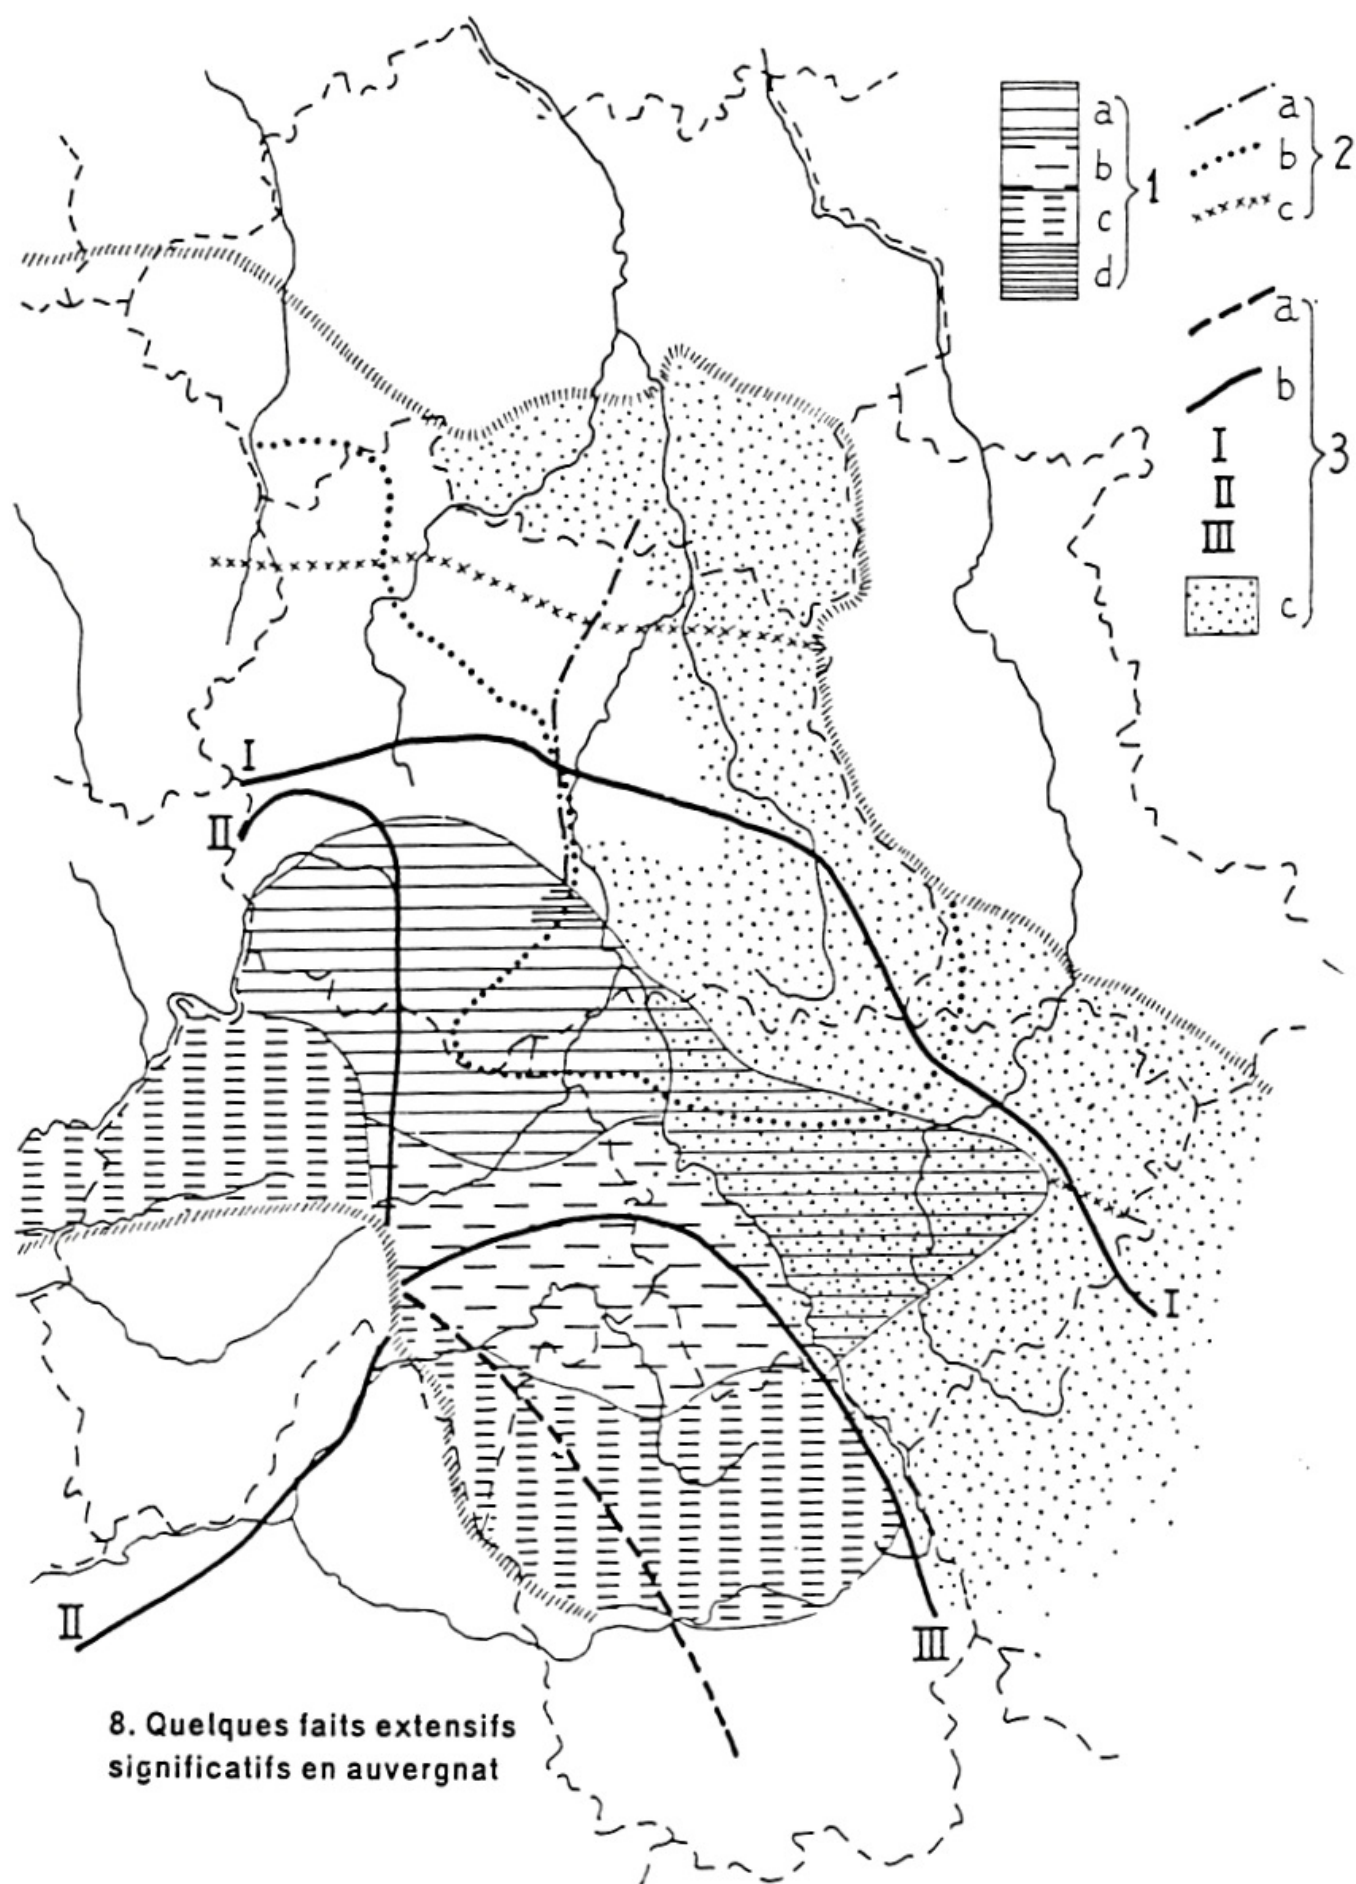 a
b
c
d
1
a
b
c
2
a
b
I
II
III
c
3
I
II
I
II
III
8. Quelques faits extensifs
significatifs en auvergnat